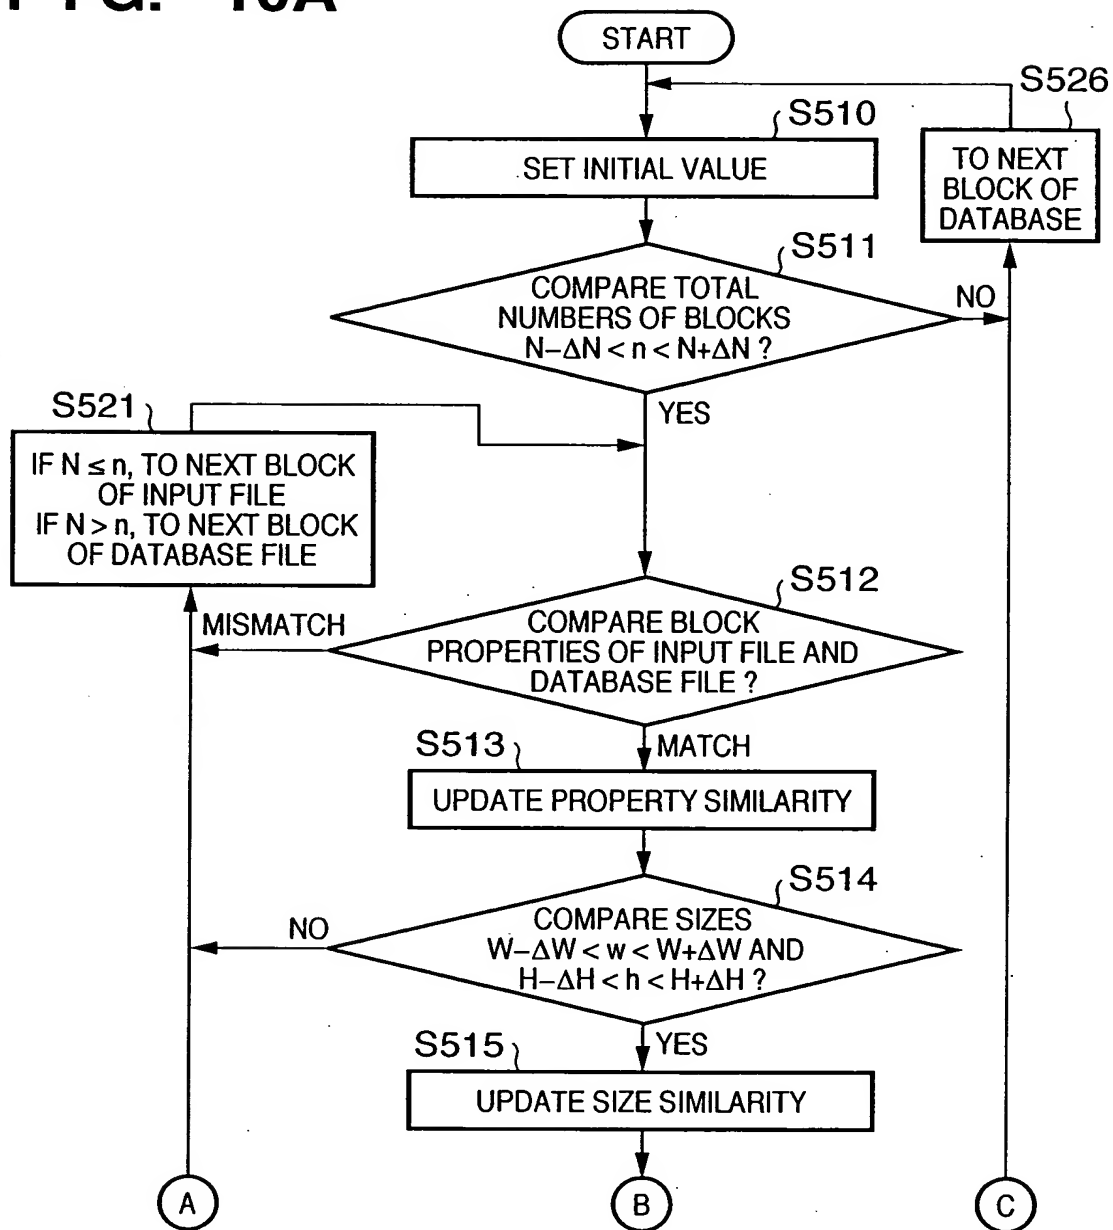 FIG. 10A
START
S526
S510
SET INITIAL VALUE
TO NEXT
BLOCK OF
DATABASE
S511
COMPARE TOTAL
NUMBERS OF BLOCKS
N−ΔN < n < N+ΔN ?
NO
YES
S521
IF N ≤ n, TO NEXT BLOCK
OF INPUT FILE
IF N > n, TO NEXT BLOCK
OF DATABASE FILE
S512
MISMATCH
COMPARE BLOCK
PROPERTIES OF INPUT FILE AND
DATABASE FILE ?
MATCH
S513
UPDATE PROPERTY SIMILARITY
S514
NO
COMPARE SIZES
W−ΔW < w < W+ΔW AND
H−ΔH < h < H+ΔH ?
YES
S515
UPDATE SIZE SIMILARITY
A
B
C